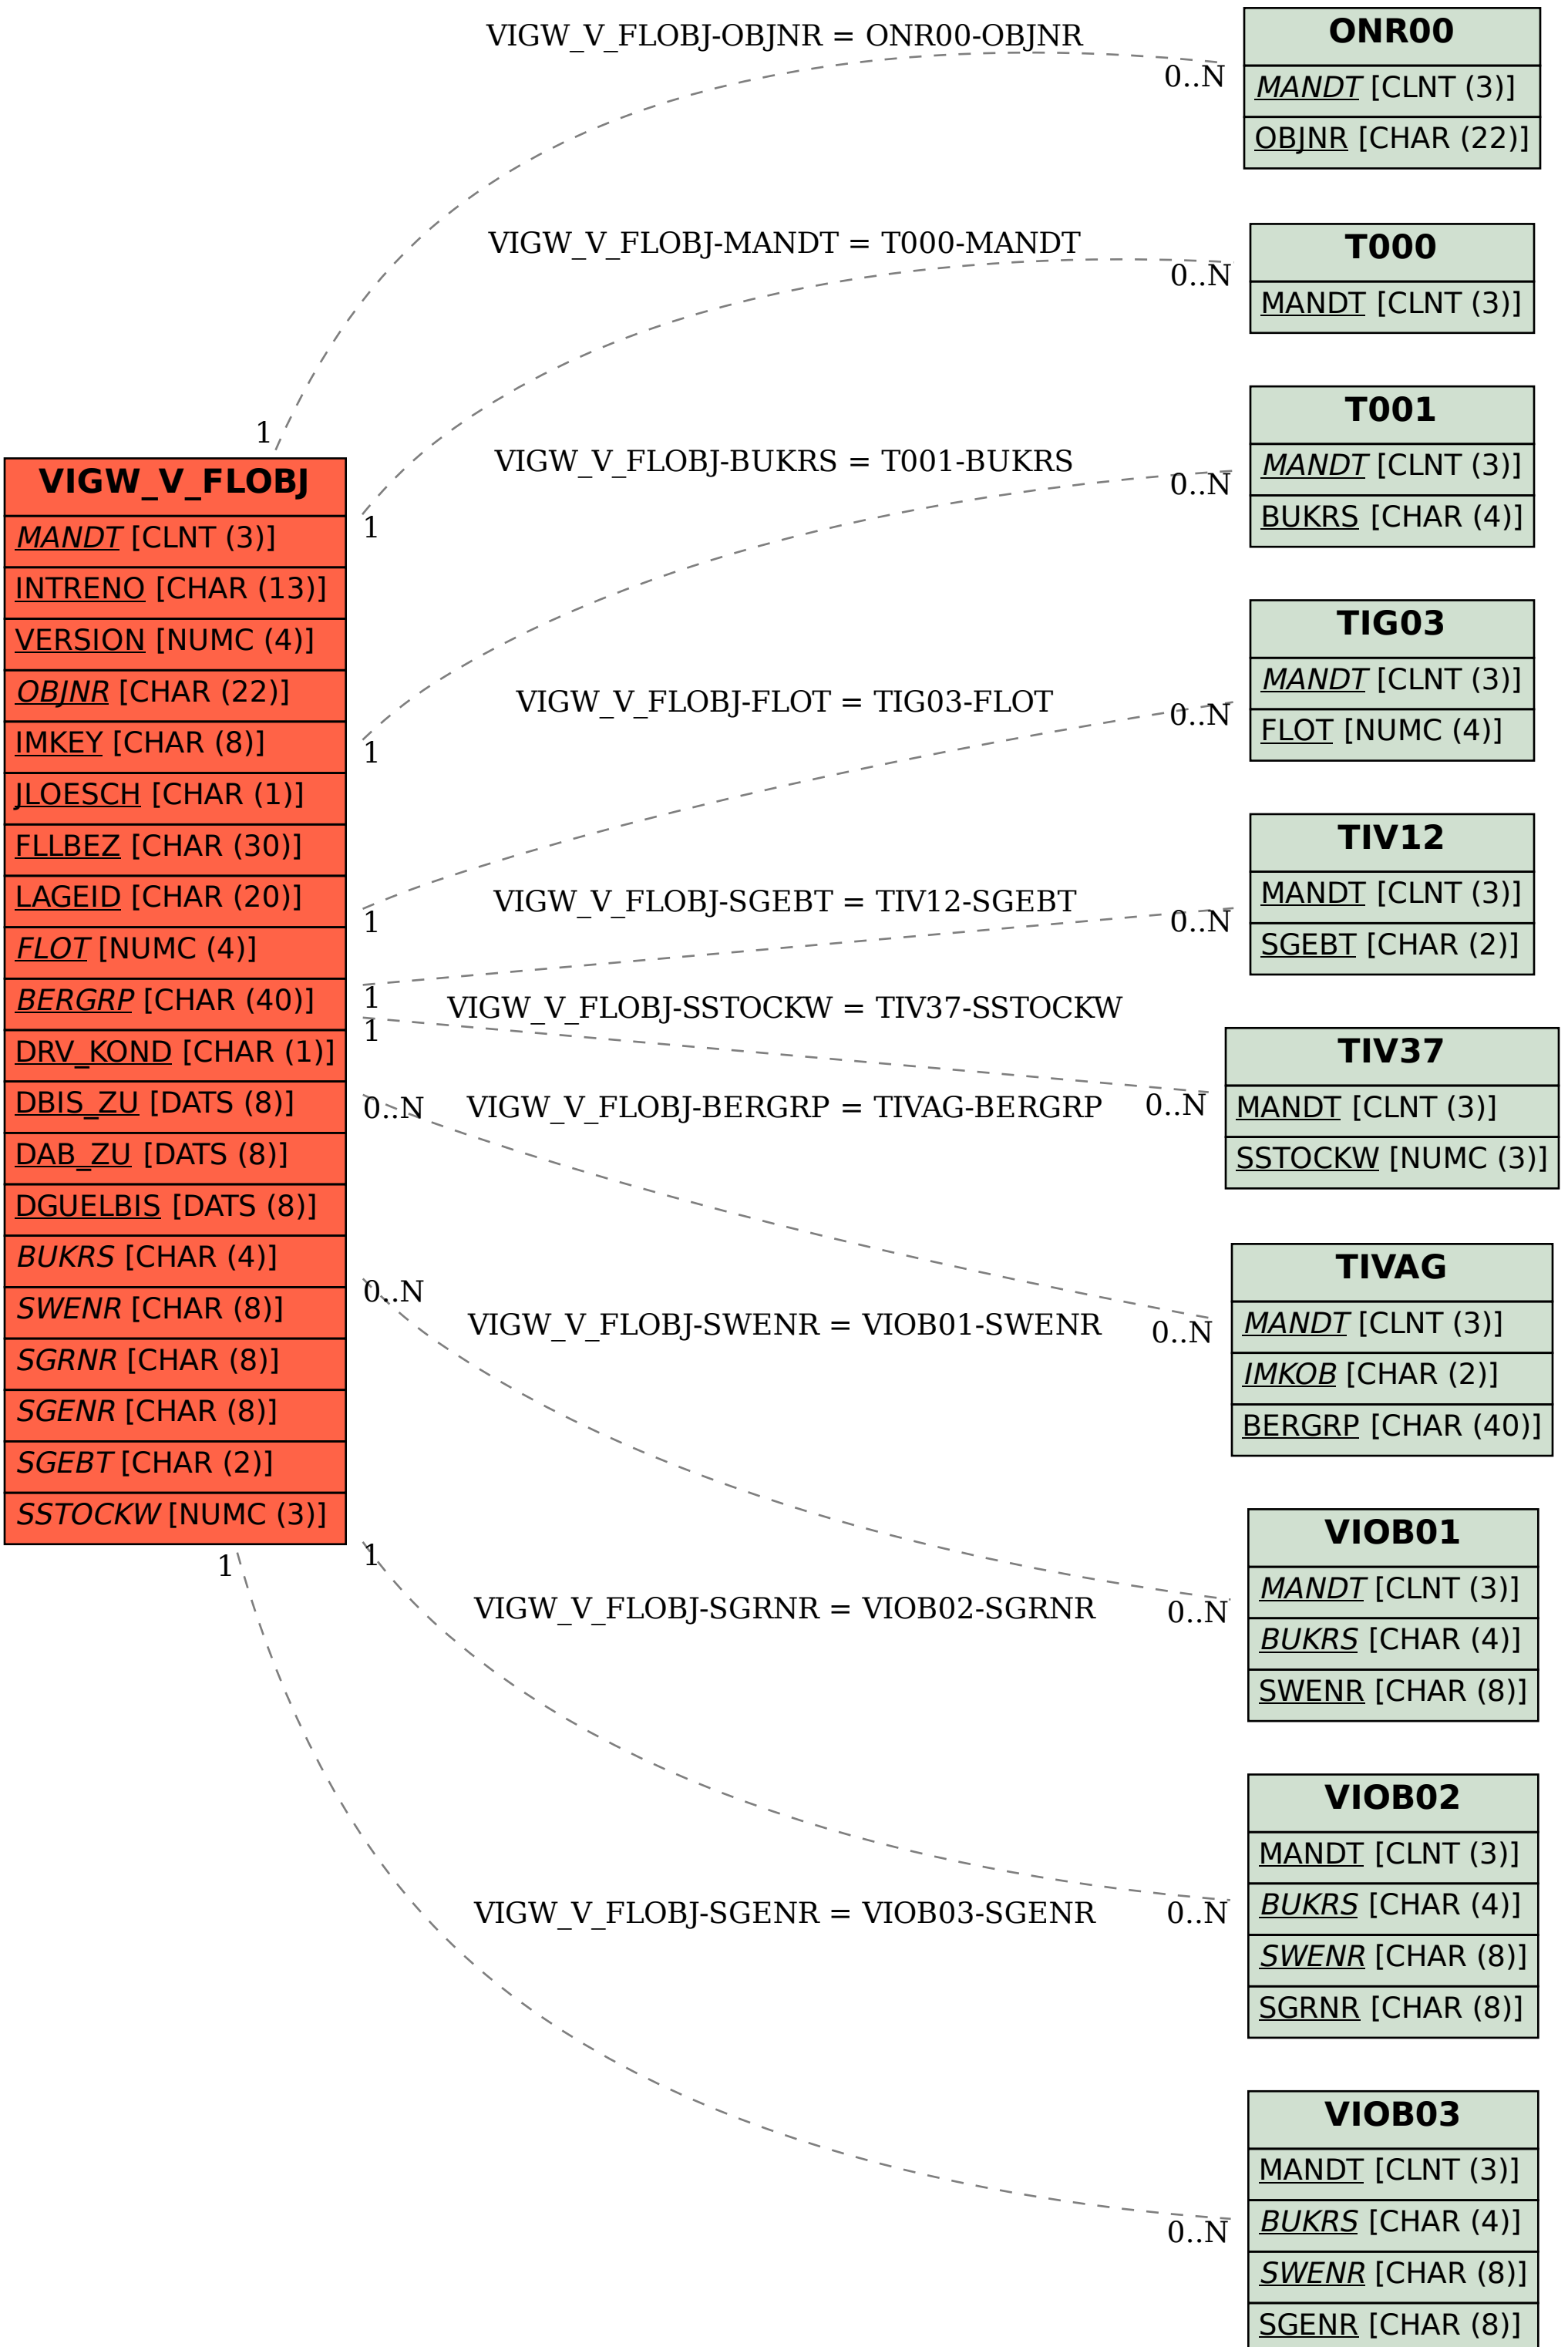 VIGW_V_FLOBJ-OBJNR = ONR00-OBJNR
1
0..N
VIGW_V_FLOBJ-MANDT = T000-MANDT
1
0..N
VIGW_V_FLOBJ-BUKRS = T001-BUKRS
1
0..N
VIGW_V_FLOBJ-FLOT = TIG03-FLOT
1
0..N
VIGW_V_FLOBJ-SGEBT = TIV12-SGEBT
1
0..N
VIGW_V_FLOBJ-SSTOCKW = TIV37-SSTOCKW
1
0..N
VIGW_V_FLOBJ-BERGRP = TIVAG-BERGRP
0..N
0..N
VIGW_V_FLOBJ-SWENR = VIOB01-SWENR
0..N
0..N
VIGW_V_FLOBJ-SGRNR = VIOB02-SGRNR
1
0..N
VIGW_V_FLOBJ-SGENR = VIOB03-SGENR
1
0..N
VIGW_V_FLOBJ
MANDT [CLNT (3)]
INTRENO [CHAR (13)]
VERSION [NUMC (4)]
OBJNR [CHAR (22)]
IMKEY [CHAR (8)]
JLOESCH [CHAR (1)]
FLLBEZ [CHAR (30)]
LAGEID [CHAR (20)]
FLOT [NUMC (4)]
BERGRP [CHAR (40)]
DRV_KOND [CHAR (1)]
DBIS_ZU [DATS (8)]
DAB_ZU [DATS (8)]
DGUELBIS [DATS (8)]
BUKRS [CHAR (4)]
SWENR [CHAR (8)]
SGRNR [CHAR (8)]
SGENR [CHAR (8)]
SGEBT [CHAR (2)]
SSTOCKW [NUMC (3)]
ONR00
MANDT [CLNT (3)]
OBJNR [CHAR (22)]
T000
MANDT [CLNT (3)]
T001
MANDT [CLNT (3)]
BUKRS [CHAR (4)]
TIG03
MANDT [CLNT (3)]
FLOT [NUMC (4)]
TIV12
MANDT [CLNT (3)]
SGEBT [CHAR (2)]
TIV37
MANDT [CLNT (3)]
SSTOCKW [NUMC (3)]
TIVAG
MANDT [CLNT (3)]
IMKOB [CHAR (2)]
BERGRP [CHAR (40)]
VIOB01
MANDT [CLNT (3)]
BUKRS [CHAR (4)]
SWENR [CHAR (8)]
VIOB02
MANDT [CLNT (3)]
BUKRS [CHAR (4)]
SWENR [CHAR (8)]
SGRNR [CHAR (8)]
VIOB03
MANDT [CLNT (3)]
BUKRS [CHAR (4)]
SWENR [CHAR (8)]
SGENR [CHAR (8)]